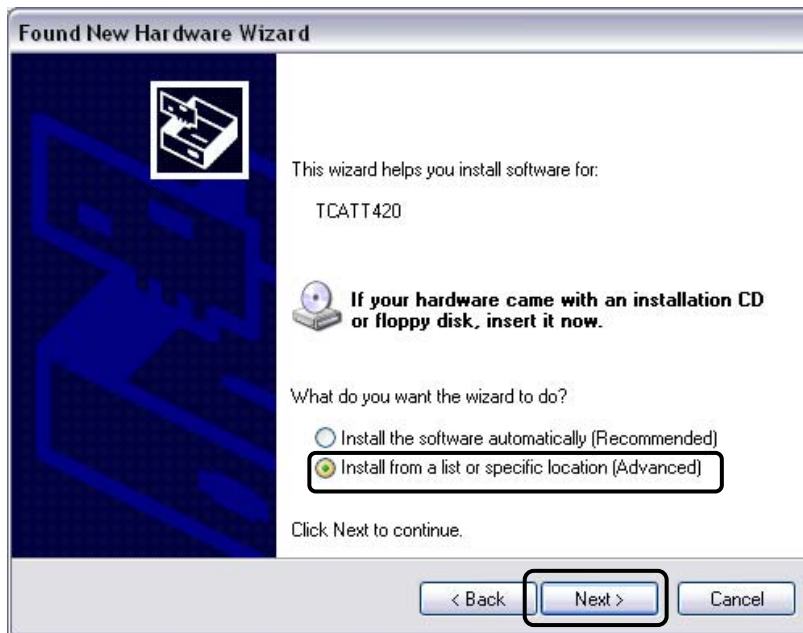 Found New Hardware Wizard
This wizard helps you install software for:
TCATT420
If your hardware came with an installation CD
or floppy disk, insert it now.
What do you want the wizard to do?
Install the software automatically (Recommended)
Install from a list or specific location (Advanced)
Click Next to continue.
< Back
Next >
Cancel